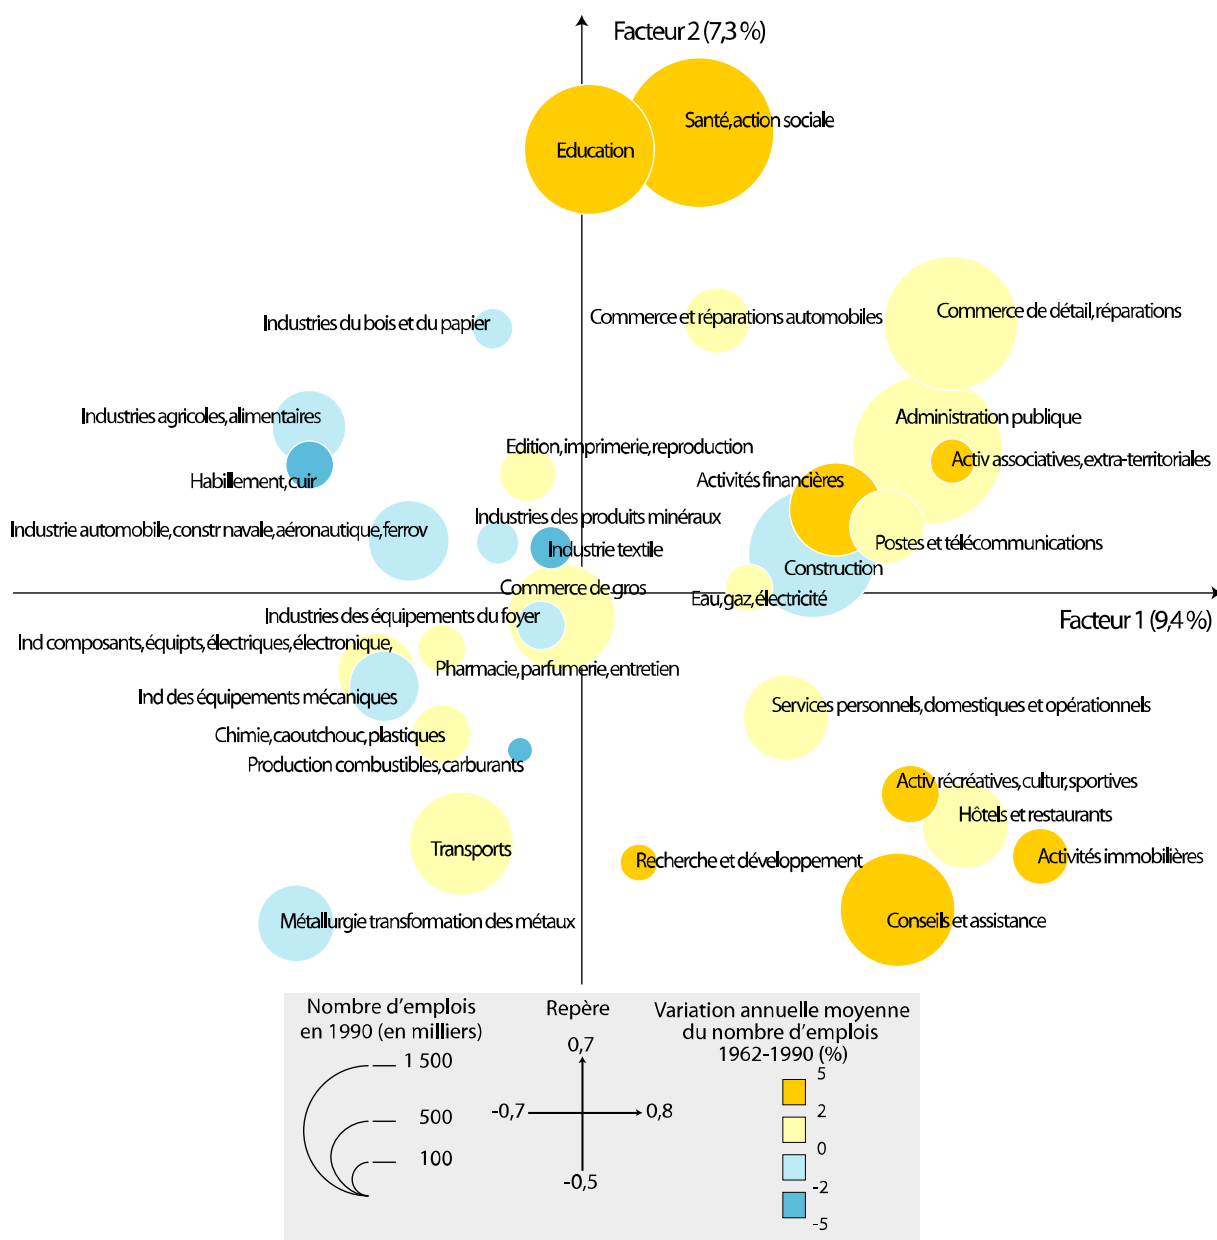 Facteur 2 (7,3 %)
Santé, action sociale
Education
Industries du bois et du papier
Commerce et réparations automobiles
Commerce de détail, réparations
Industries agricoles, alimentaires
Administration publique
Edition, imprimerie, reproduction
Activ associatives, extra-territoriales
Habillement, cuir
Activités financières
Industries des produits minéraux
Industrie automobile, constr navale, aéronautique, ferrov
Industrie textile
Postes et télécommunications
Construction
Commerce de gros
Eau, gaz, électricité
Industries des équipements du foyer
Facteur 1 (9,4 %)
Ind composants, équipts, électriques, électronique,
Pharmacie, parfumerie, entretien
Ind des équipements mécaniques
Services personnels, domestiques et opérationnels
Chimie, caoutchouc, plastiques
Production combustibles, carburants
Activ récréatives, cultur, sportives
Hôtels et restaurants
Transports
Recherche et développement
Activités immobilières
Métallurgie transformation des métaux
Conseils et assistance
Nombre d'emplois
en 1990 (en milliers)
1 500
500
100
Repère
0,7
-0,7
0,8
-0,5
Variation annuelle moyenne
du nombre d'emplois
1962-1990 (%)
5
2
0
-2
-5